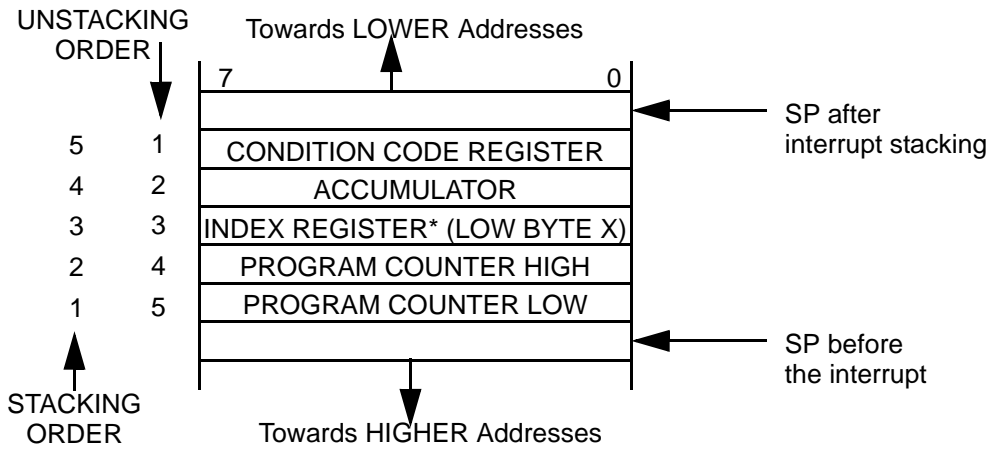 UNSTACKING
ORDER
Towards LOWER Addresses
7 0
SP after
interrupt stacking
5 1 CONDITION CODE REGISTER
4 2 ACCUMULATOR
3 3 INDEX REGISTER* (LOW BYTE X)
2 4 PROGRAM COUNTER HIGH
1 5 PROGRAM COUNTER LOW
SP before
the interrupt
STACKING
ORDER
Towards HIGHER Addresses